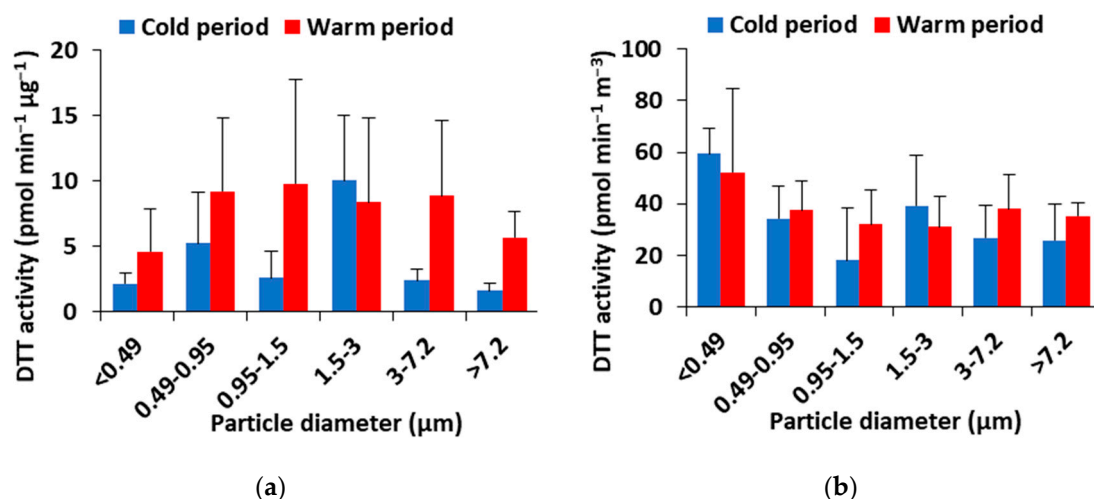 Cold period Warm period
DTT activity (pmol min⁻¹ µg⁻¹)
20
15
10
5
0
<0.49 0.49-0.95 0.95-1.5 1.5-3 3-7.2 >7.2
Particle diameter (µm)
(a)
Cold period Warm period
DTT activity (pmol min⁻¹ m⁻³)
100
80
60
40
20
0
<0.49 0.49-0.95 0.95-1.5 1.5-3 3-7.2 >7.2
Particle diameter (µm)
(b)